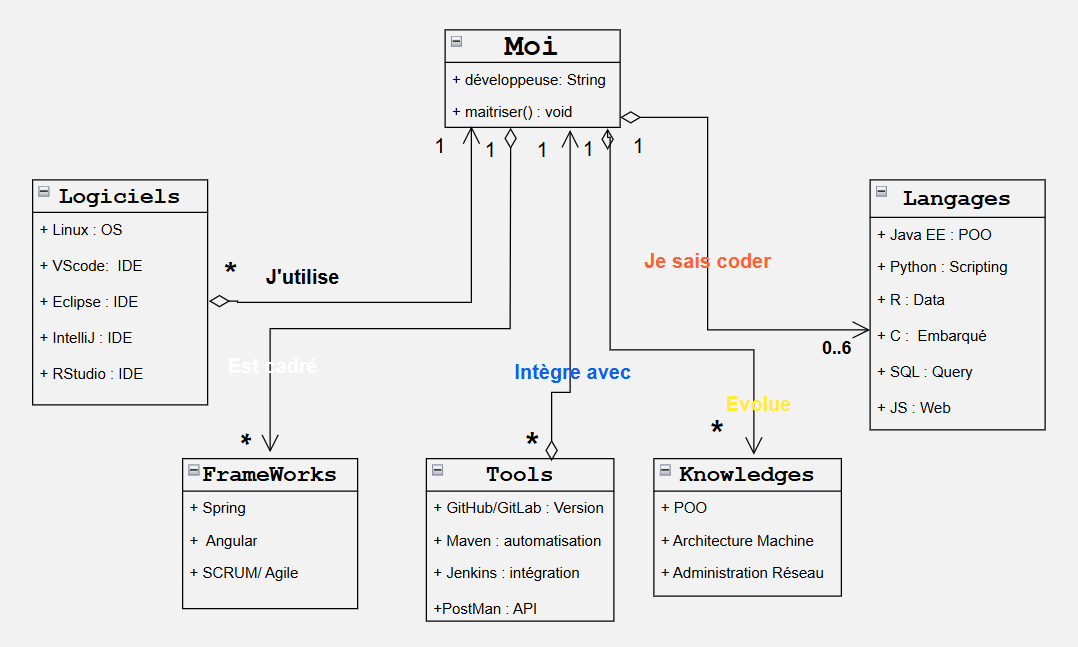 Moi
+ développeuse: String
+ maitriser() : void
1
1
1
1
1
Logiciels
+ Linux : OS
+ VScode: IDE
+ Eclipse : IDE
+ IntelliJ : IDE
+ RStudio : IDE
*
J'utilise
Je sais coder
Langages
+ Java EE : POO
+ Python : Scripting
+ R : Data
+ C : Embarqué
+ SQL : Query
+ JS : Web
0..6
Est cadré
*
Intègre avec
*
Evolue
*
FrameWorks
+ Spring
+ Angular
+ SCRUM/ Agile
Tools
+ GitHub/GitLab : Version
+ Maven : automatisation
+ Jenkins : intégration
+PostMan : API
Knowledges
+ POO
+ Architecture Machine
+ Administration Réseau